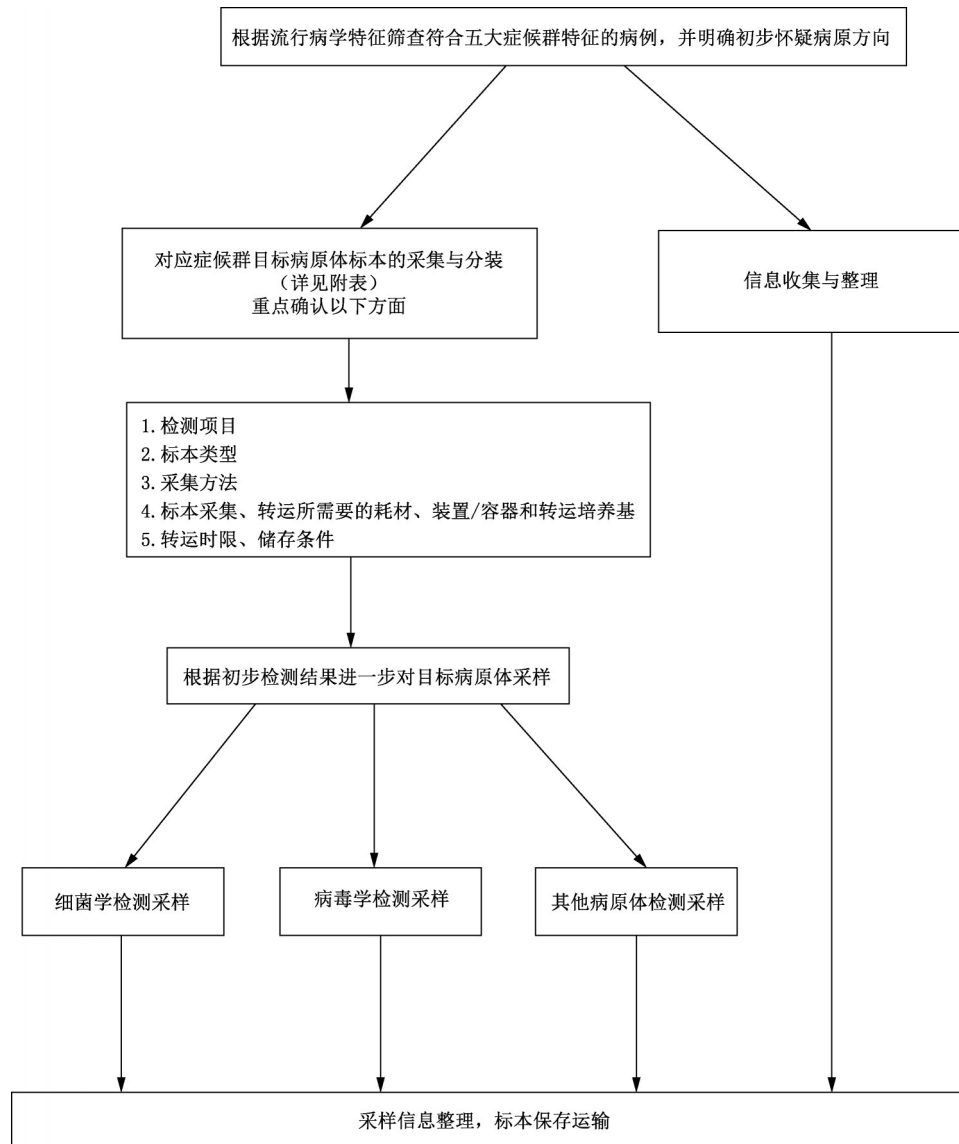 根据流行病学特征筛查符合五大症候群特征的病例，并明确初步怀疑病原方向
对应症候群目标病原体标本的采集与分装
（详见附表）
重点确认以下方面
信息收集与整理
1.检测项目
2.标本类型
3.采集方法
4.标本采集、转运所需要的耗材、装置/容器和转运培养基
5.转运时限、储存条件
根据初步检测结果进一步对目标病原体采样
细菌学检测采样
病毒学检测采样
其他病原体检测采样
采样信息整理，标本保存运输